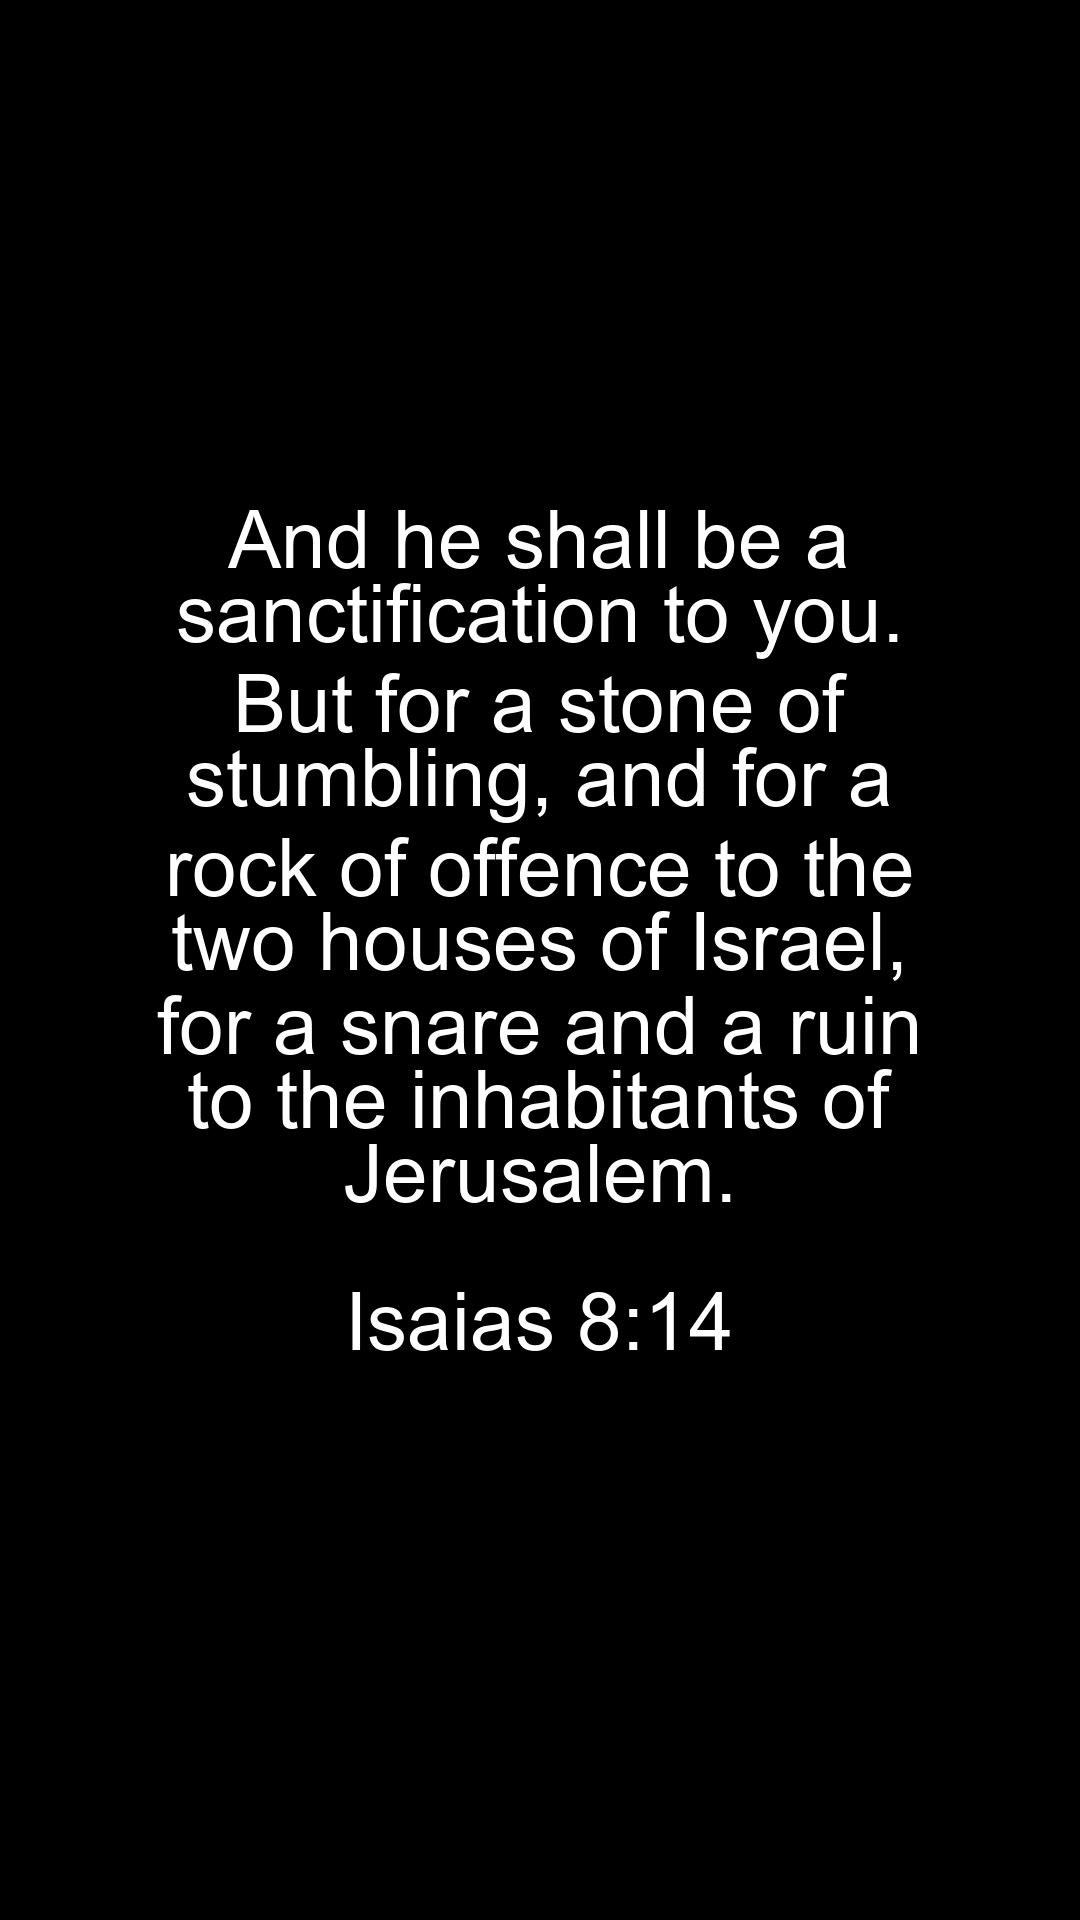 And he shall be a
sanctification to you.
But for a stone of
stumbling, and for a
rock of offence to the
two houses of Israel,
for a snare and a ruin
to the inhabitants of
Jerusalem.
Isaias 8:14